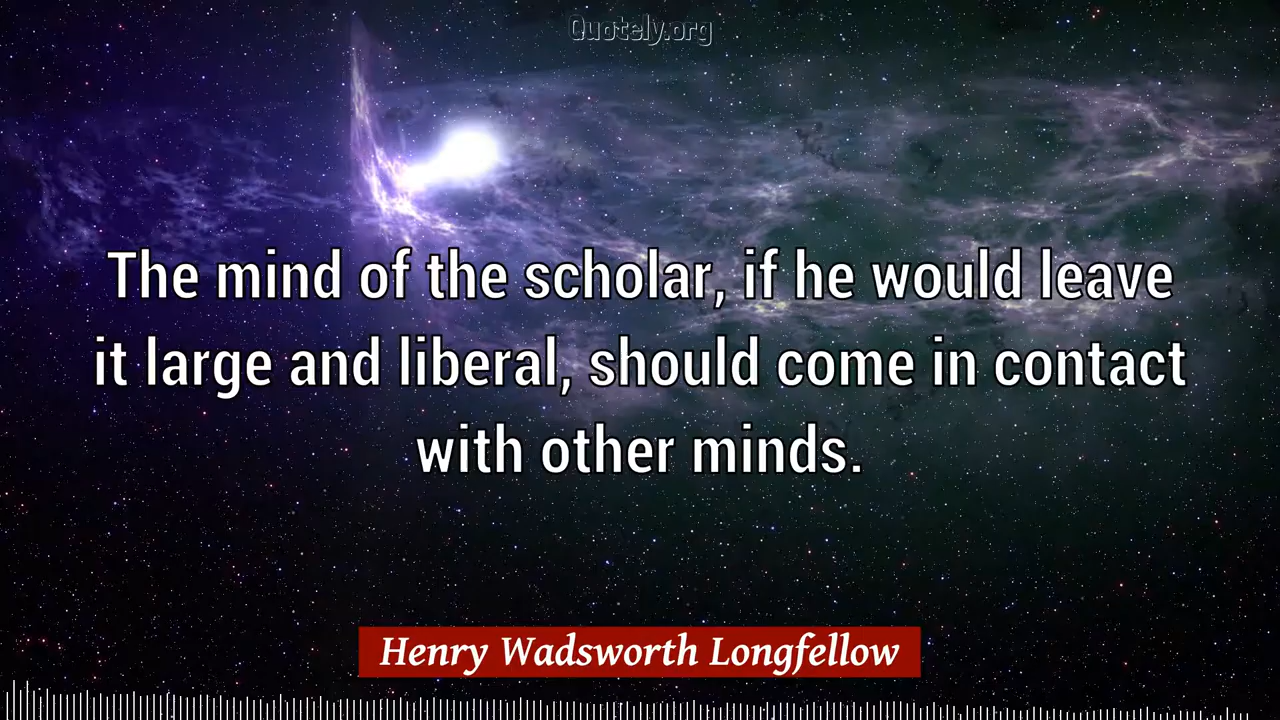 Quotely.org
The mind of the scholar, if he would leave
it large and liberal, should come in contact
with other minds.
Henry Wadsworth Longfellow